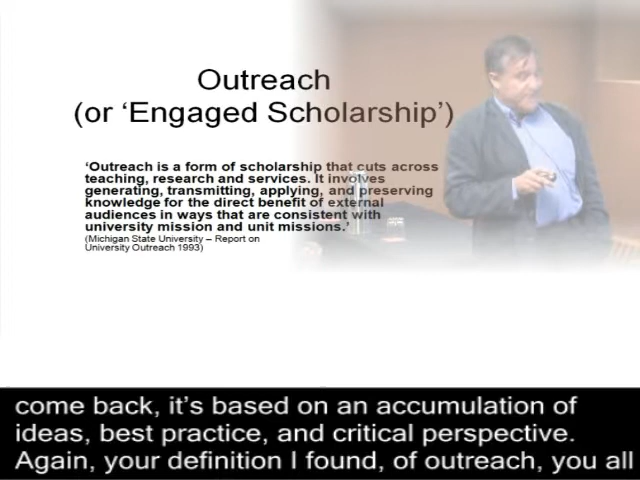 Outreach
(or ‘Engaged Scholarship’)
‘Outreach is a form of scholarship that cuts across
teaching, research and services. It involves
generating, transmitting, applying, and preserving
knowledge for the direct benefit of external
audiences in ways that are consistent with
university mission and unit missions.’
(Michigan State University – Report on
University Outreach 1993)
come back, it’s based on an accumulation of
ideas, best practice, and critical perspective.
Again, your definition I found, of outreach, you all